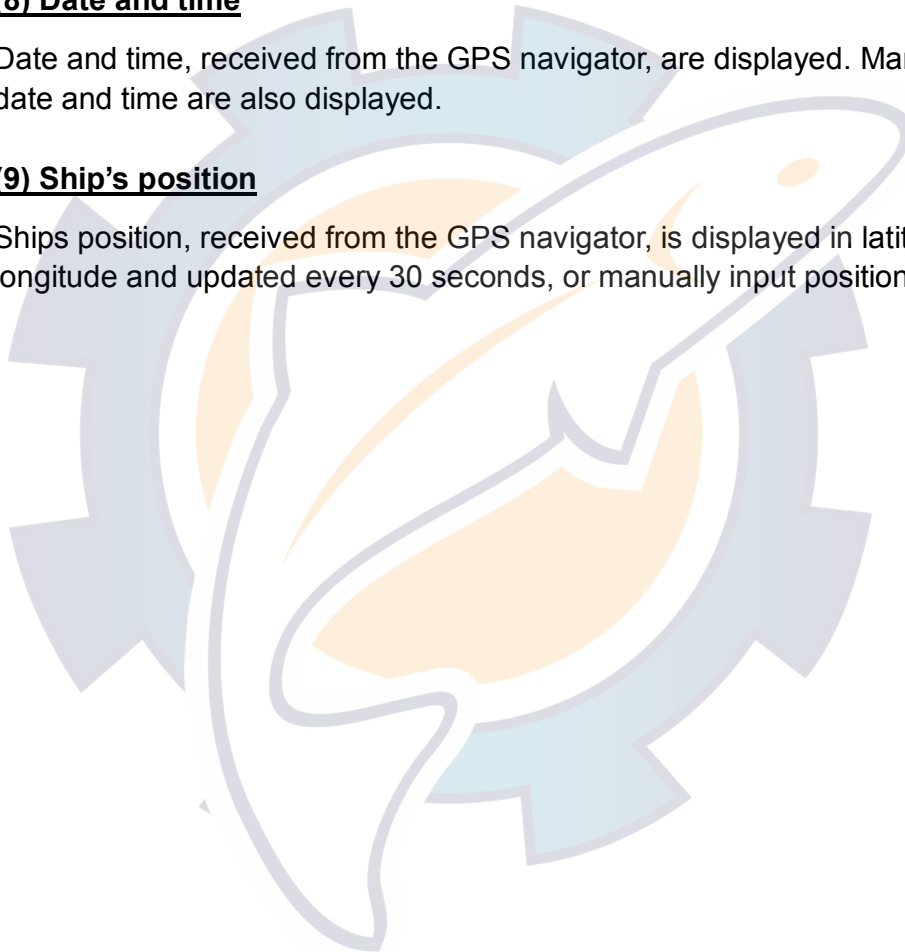 (8) Date and time
Date and time, received from the GPS navigator, are displayed.
date and time are also displayed.
(9) Ship's position
Ships position, received from the GPS navigator, is displayed in
longitude and updated every 30 seconds, or manually input position